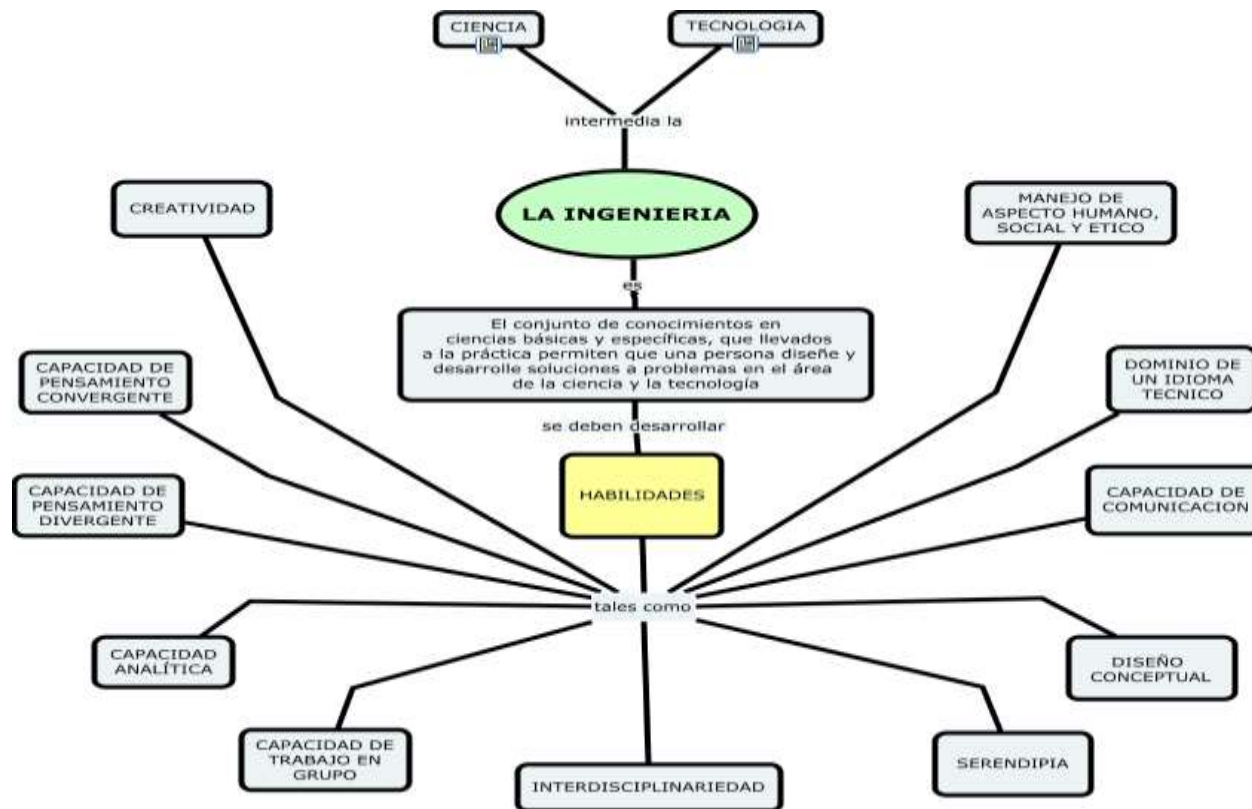 CIENCIA
TECNOLOGIA
intermedia la
LA INGENIERIA
CREATIVIDAD
MANEJO DE
ASPECTO HUMANO,
SOCIAL Y ETICO
es
El conjunto de conocimientos en
ciencias básicas y específicas, que llevados
a la práctica permiten que una persona diseñe y
desarrolle soluciones a problemas en el área
de la ciencia y la tecnología
CAPACIDAD DE
PENSAMIENTO
CONVERGENTE
DOMINIO DE
UN IDIOMA
TECNICO
se deben desarrollar
HABILIDADES
CAPACIDAD DE
PENSAMIENTO
DIVERGENTE
CAPACIDAD DE
COMUNICACION
tales como
CAPACIDAD
ANALÍTICA
DISEÑO
CONCEPTUAL
CAPACIDAD DE
TRABAJO EN
GRUPO
INTERDISCIPLINARIEDAD
SERENDIPIA